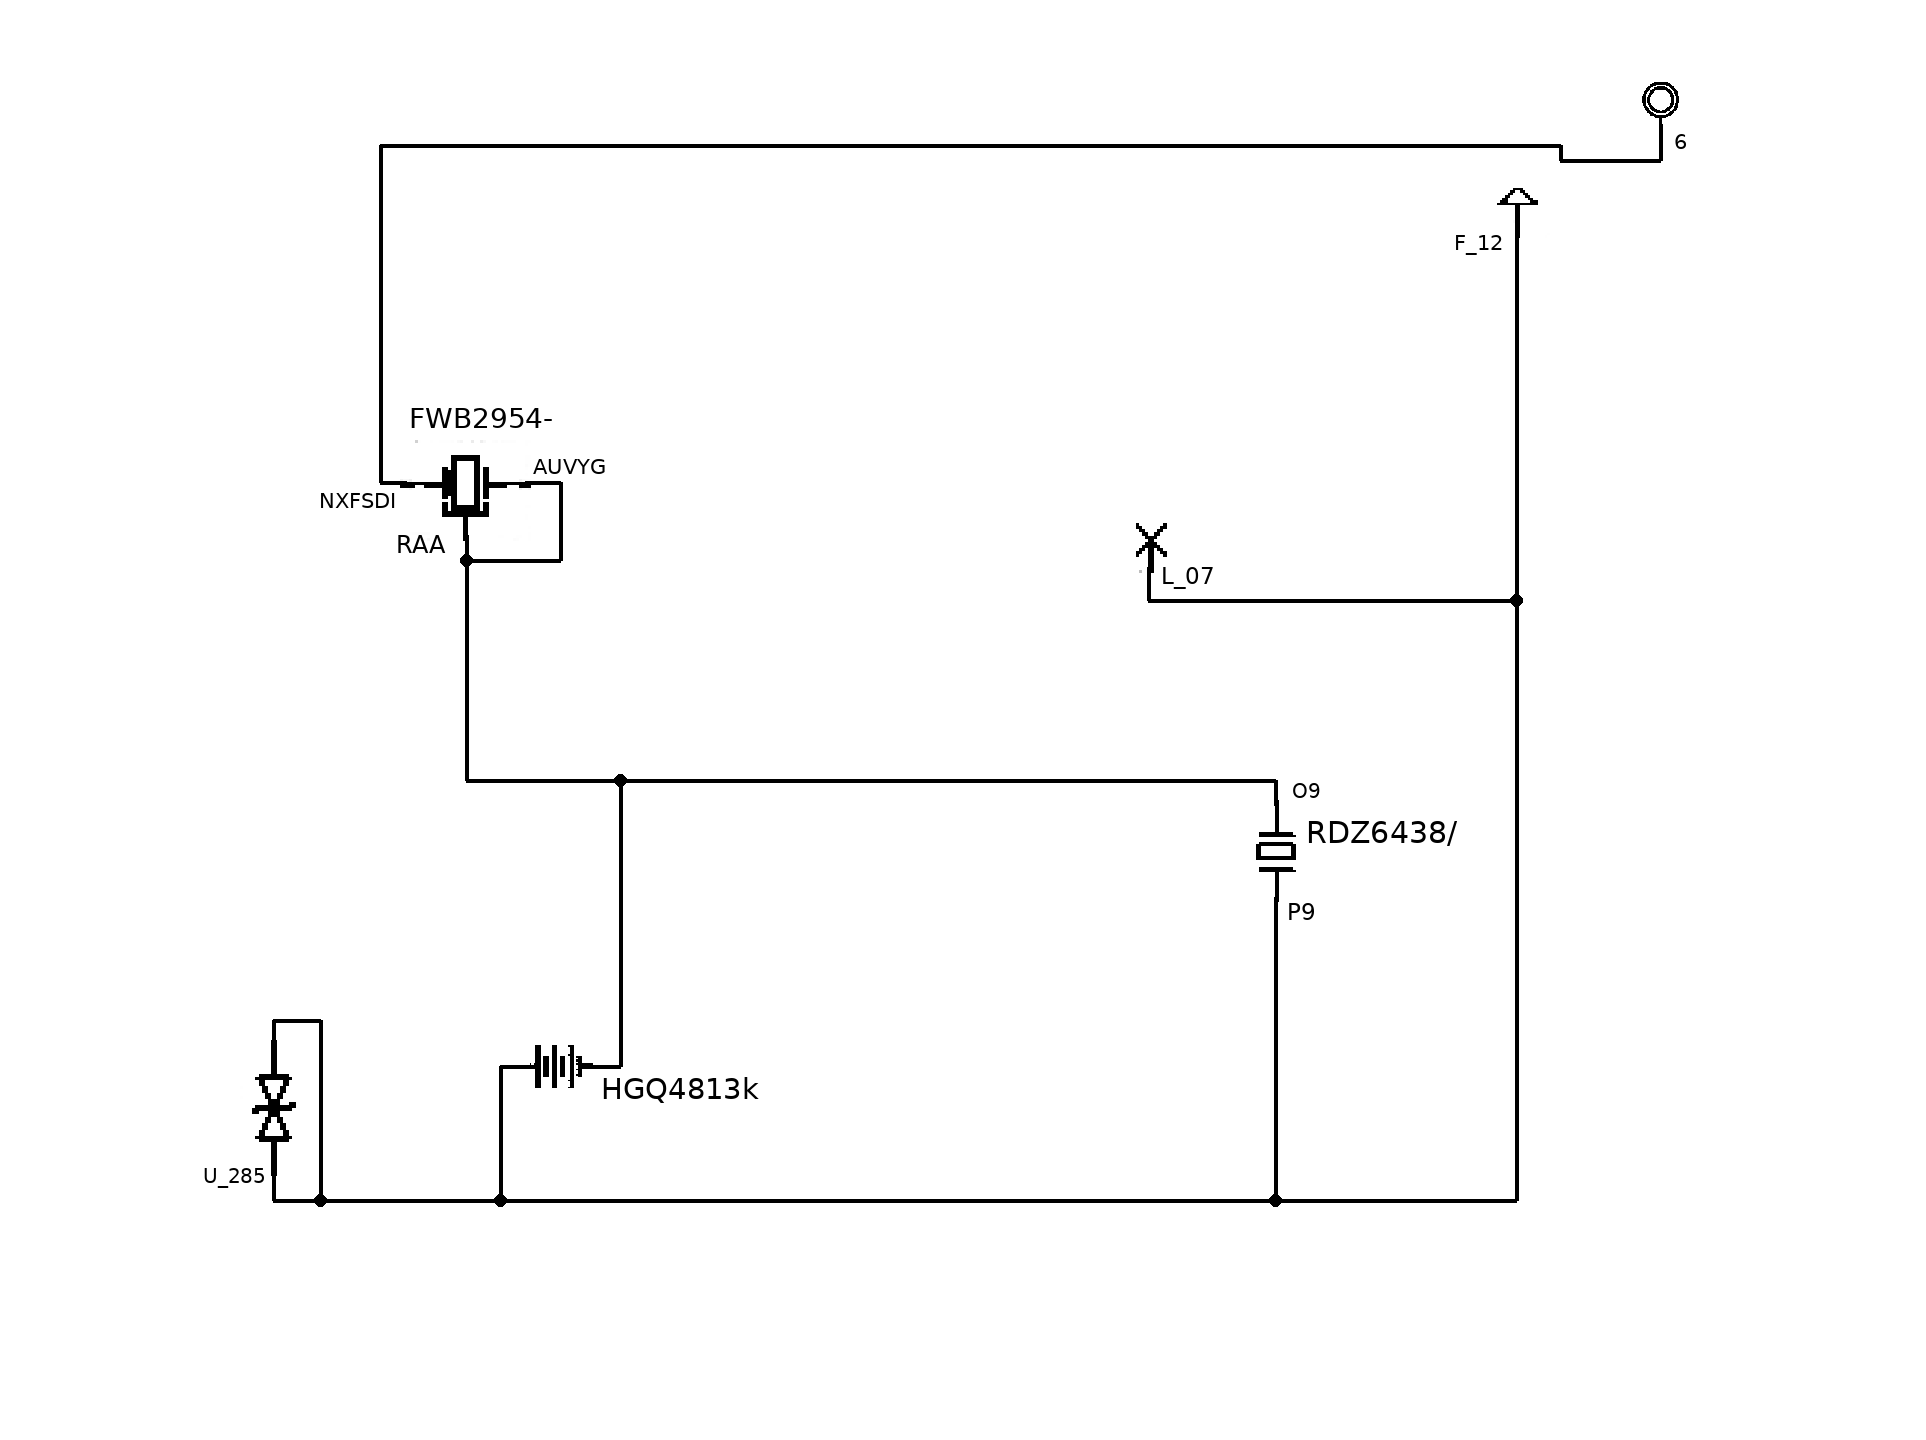 6
F_12
FWB2954-
AUVYG
NXFSDI
RAA
L_07
O9
RDZ6438/
P9
HGQ4813k
U_285